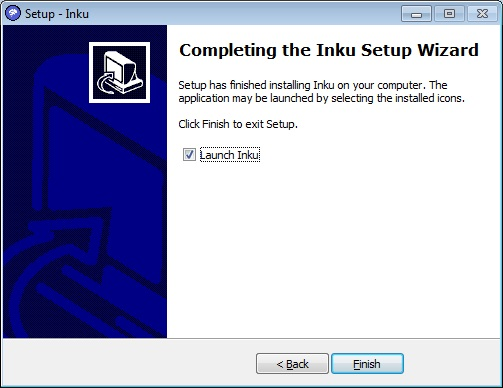 Setup - Inku
Completing the Inku Setup Wizard
Setup has finished installing Inku on your computer. The
application may be launched by selecting the installed icons.
Click Finish to exit Setup.
Launch Inku
< Back
Finish